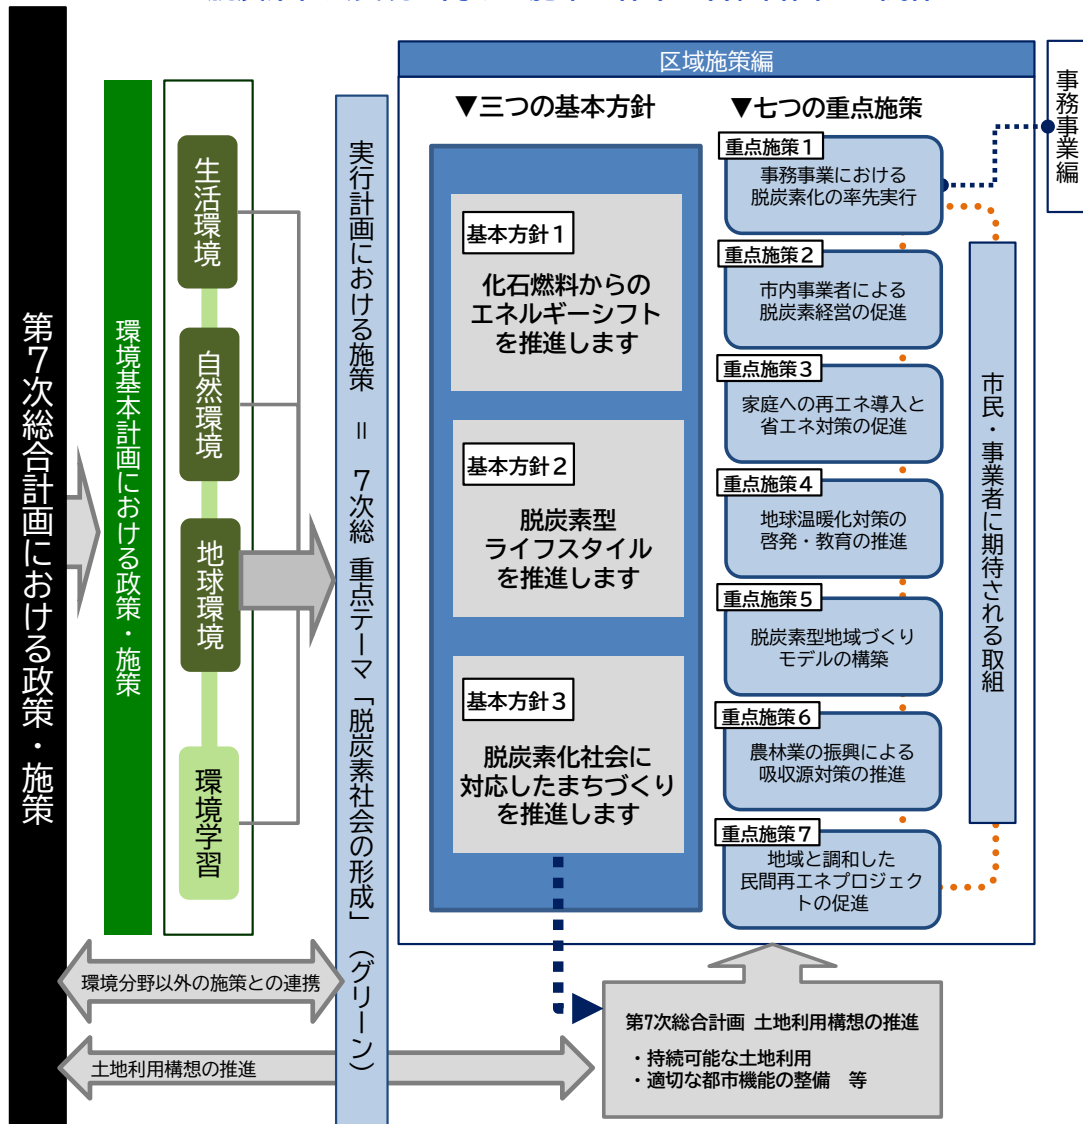 第7次総合計画における政策・施策
環境基本計画における政策・施策
生活環境
自然環境
地球環境
環境学習
実行計画における施策 ＝ 7次総 重点テーマ「脱炭素社会の形成」（グリーン）
区域施策編
▼三つの基本方針
基本方針1
化石燃料からの
エネルギーシフト
を推進します
基本方針2
脱炭素型
ライフスタイル
を推進します
基本方針3
脱炭素化社会に
対応したまちづくり
を推進します
▼七つの重点施策
重点施策1
事務事業における
脱炭素化の率先実行
重点施策2
市内事業者による
脱炭素経営の促進
重点施策3
家庭への再エネ導入と
省エネ対策の促進
重点施策4
地球温暖化対策の
啓発・教育の推進
重点施策5
脱炭素型地域づくり
モデルの構築
重点施策6
農林業の振興による
吸収源対策の推進
重点施策7
地域と調和した
民間再エネプロジェク
トの促進
市民・事業者に期待される取組
事務事業編
環境分野以外の施策との連携
土地利用構想の推進
第7次総合計画 土地利用構想の推進
・持続可能な土地利用
・適切な都市機能の整備　等